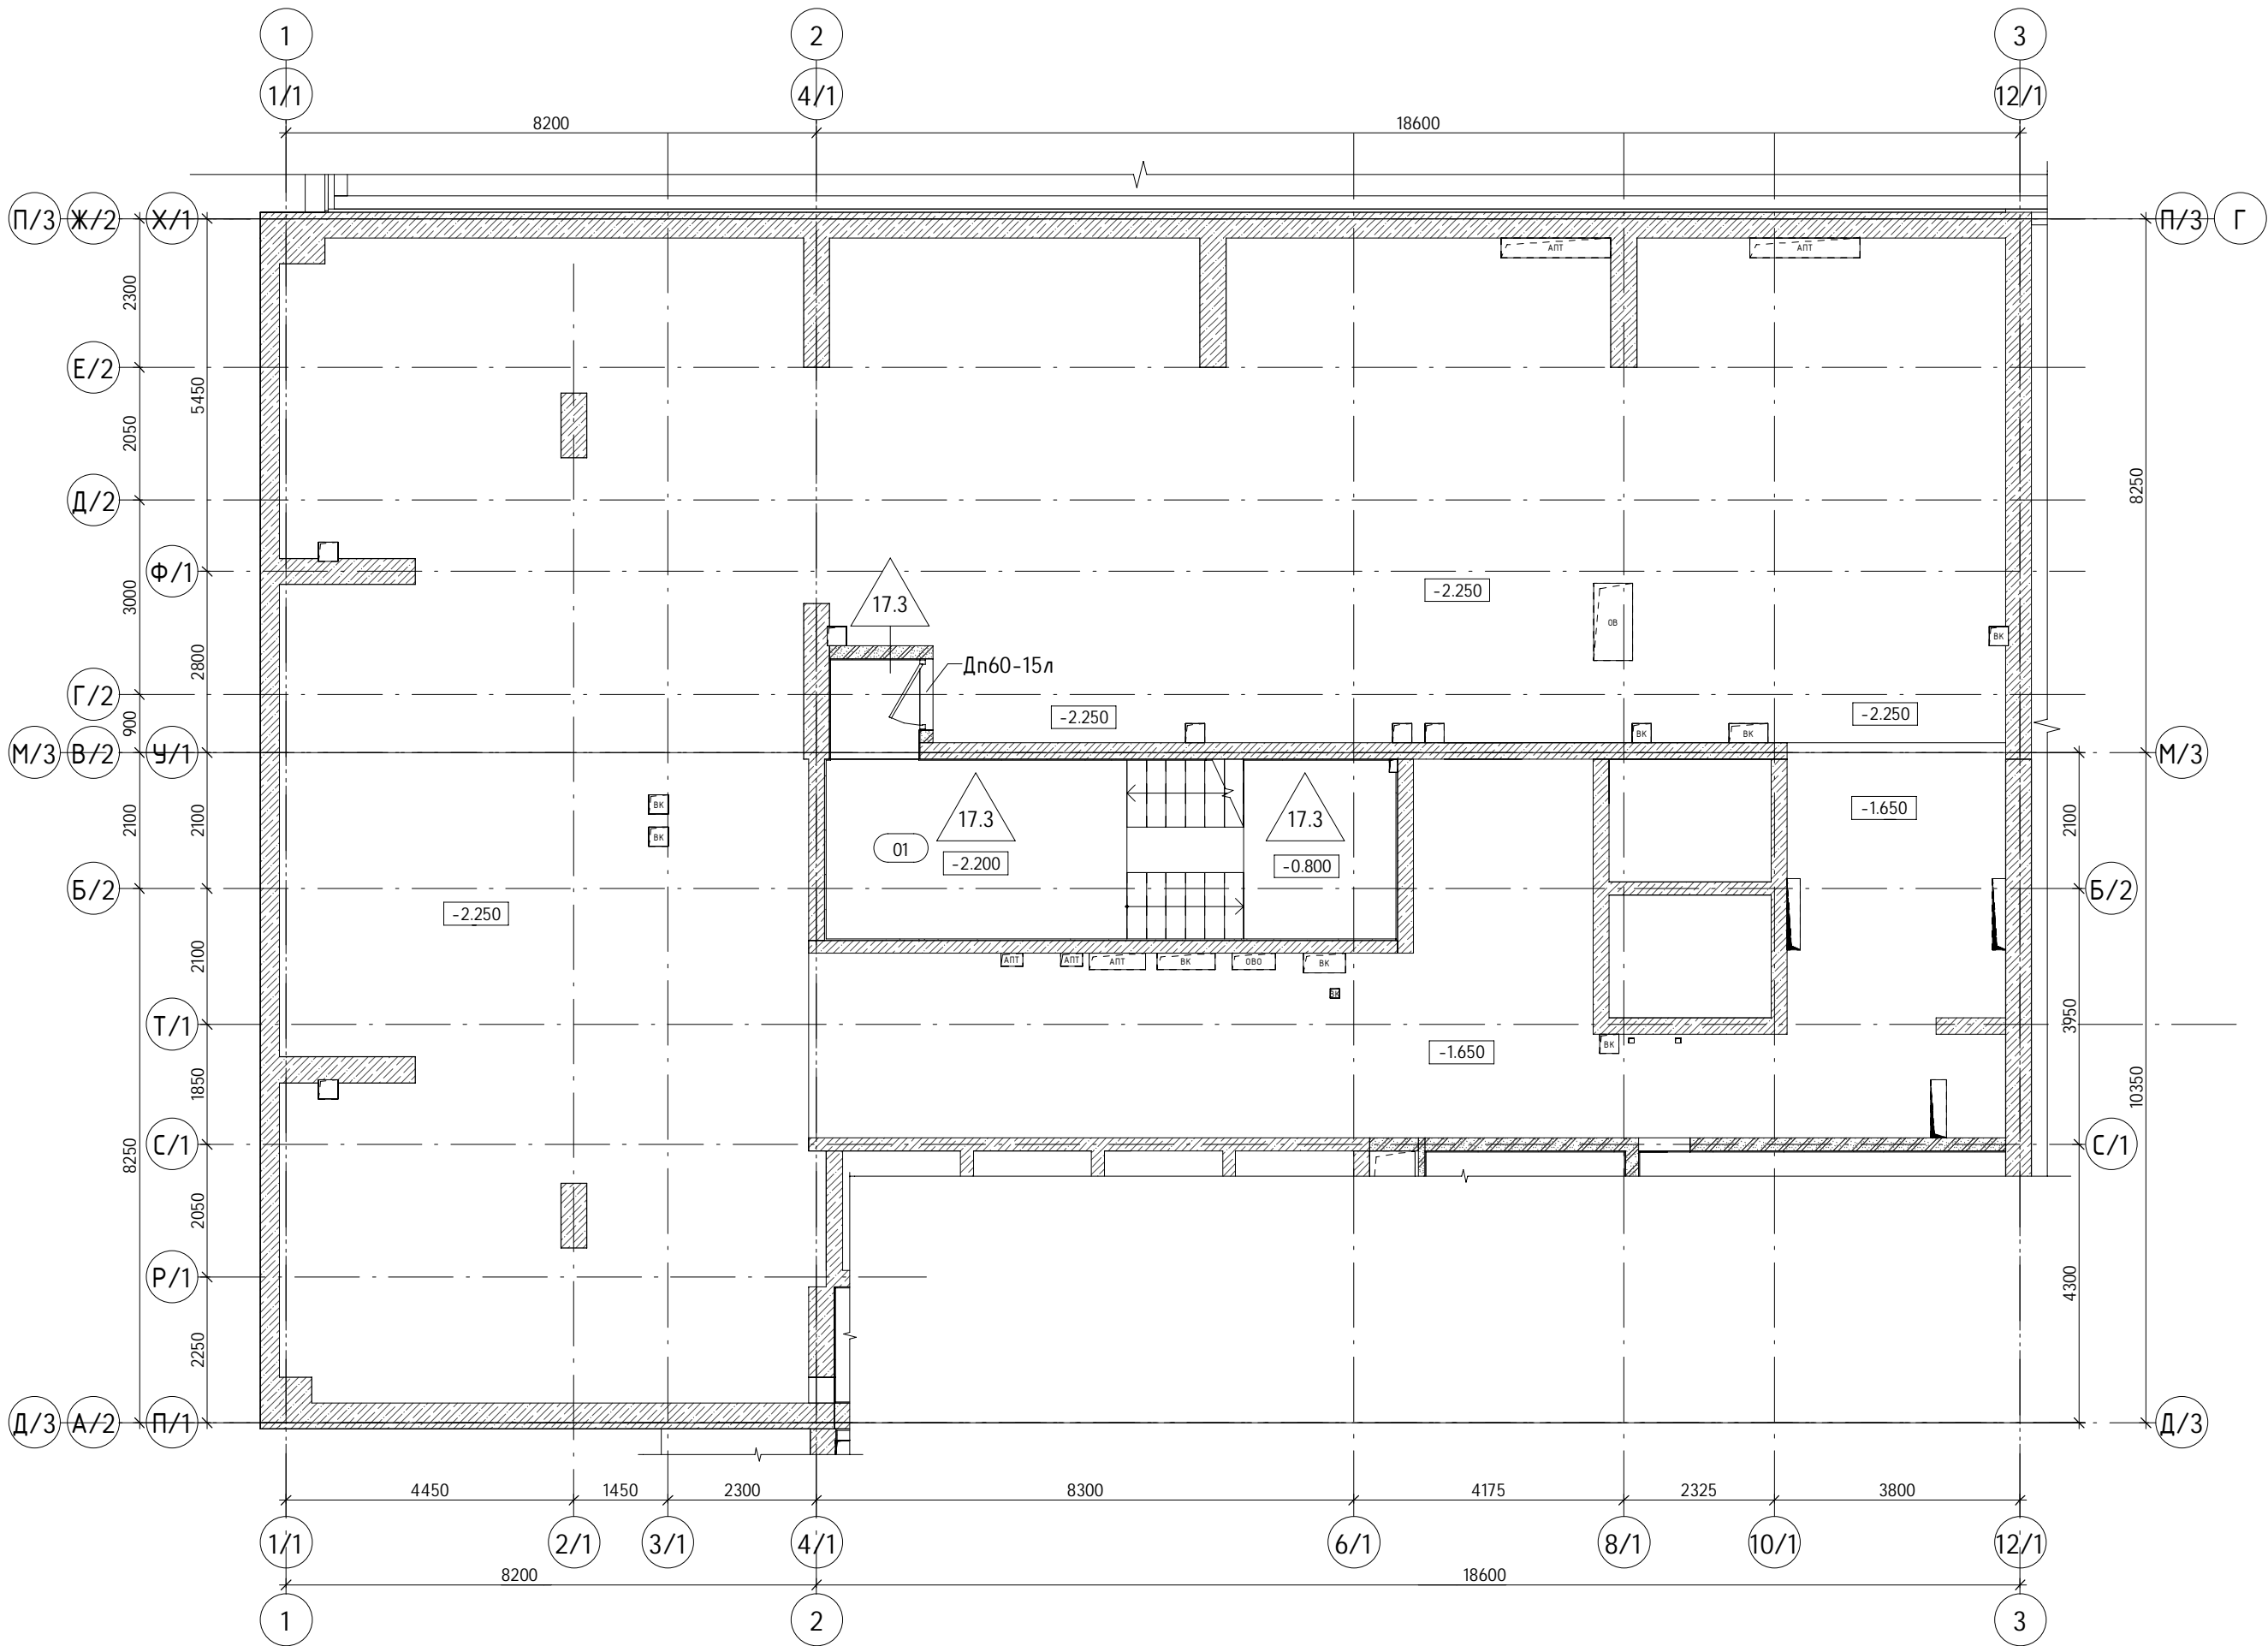 1 2 3
1/1 4/1 12/1
8200 18600
П/3 Ж/2 Х/1 П/3 Г
АПТ АПТ
2300
Е/2
5450
2050
8250
Д/2
Ф/1
3000 17.3 -2.250
ОВ ВК
2800 Дп60-15л
Г/2
900 -2.250 -2.250
М/3 В/2 У/1 ВК ВК М/3
ВК
2100 2100 17.3 17.3 -1.650 2100
ВК
01 -2.200 -0.800
Б/2 Б/2
-2.250
2100 АПТ АПТ АПТ ВК ОВО ВК
ВК
Т/1 3950
ВК
-1.650
1850 10350
С/1 С/1
8250
2050
Р/1 4300
2250
Д/3 А/2 П/1 Д/3
4450 1450 2300 8300 4175 2325 3800
1/1 2/1 3/1 4/1 6/1 8/1 10/1 12/1
8200 18600
1 2 3